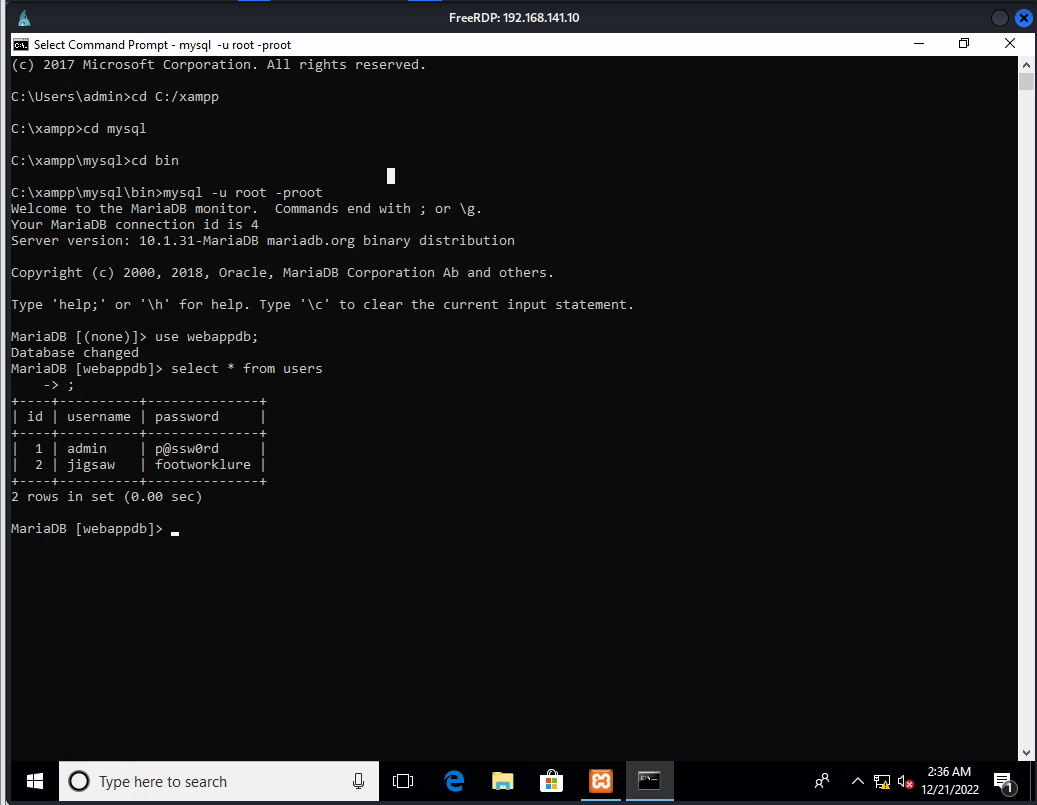 FreeRDP: 192.168.141.10
Select Command Prompt - mysql -u root -proot
(c) 2017 Microsoft Corporation. All rights reserved.
C:\Users\admin>cd C:/xampp
C:\xampp>cd mysql
C:\xampp\mysql>cd bin
C:\xampp\mysql\bin>mysql -u root -proot
Welcome to the MariaDB monitor.  Commands end with ; or \g.
Your MariaDB connection id is 4
Server version: 10.1.31-MariaDB mariadb.org binary distribution
Copyright (c) 2000, 2018, Oracle, MariaDB Corporation Ab and others.
Type 'help;' or '\h' for help. Type '\c' to clear the current input statement.
MariaDB [(none)]> use webappdb;
Database changed
MariaDB [webappdb]> select * from users
    -> ;
+----+----------+--------------+
| id | username | password     |
+----+----------+--------------+
|  1 | admin    | p@ssw0rd     |
|  2 | jigsaw   | footworklure |
+----+----------+--------------+
2 rows in set (0.00 sec)
MariaDB [webappdb]>
Type here to search
2:36 AM
12/21/2022
1